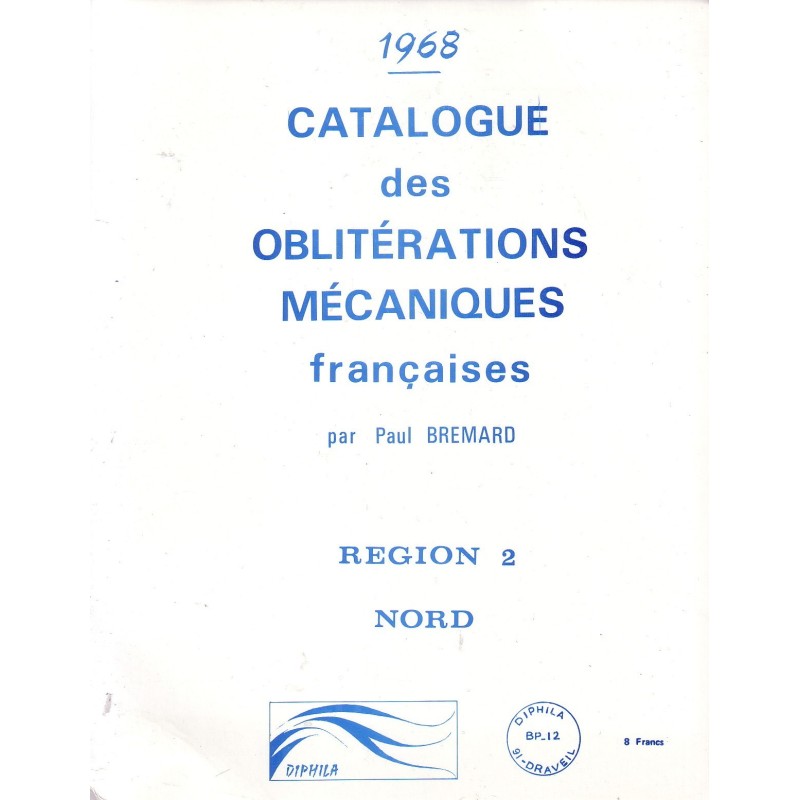 1968
CATALOGUE
des
OBLITÉRATIONS
MÉCANIQUES
françaises
par Paul BREMARD
REGION 2
NORD
DIPHILA
DIPHILA
BP_12
91-DRAVEIL
8 Francs